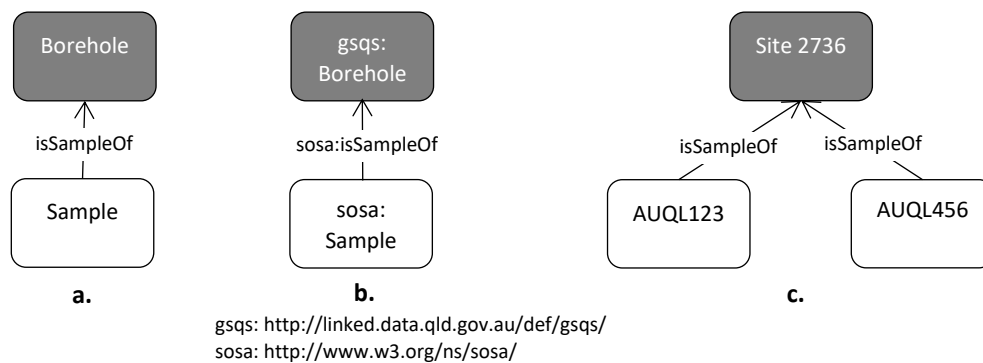 Borehole
isSampleOf
Sample
a.
gsqs:
Borehole
sosa:isSampleOf
sosa:
Sample
b.
gsqs: http://linked.data.qld.gov.au/def/gsqs/
sosa: http://www.w3.org/ns/sosa/
Site 2736
isSampleOf
isSampleOf
AUQL123
AUQL456
c.